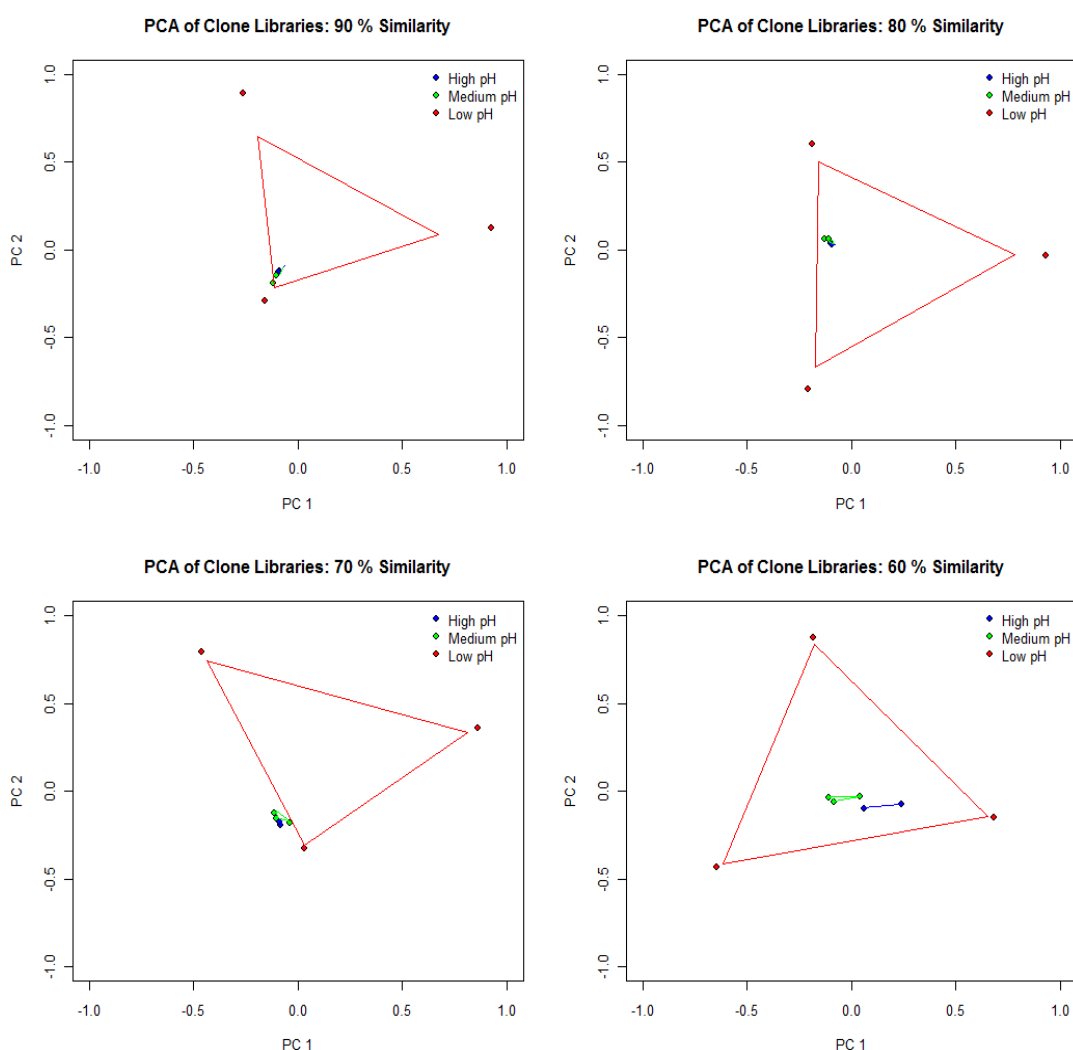 PCA of Clone Libraries: 90 % Similarity
High pH
Medium pH
Low pH
1.0
0.5
0.0
-0.5
-1.0
PC 2
-1.0 -0.5 0.0 0.5 1.0
PC 1
PCA of Clone Libraries: 80 % Similarity
High pH
Medium pH
Low pH
1.0
0.5
0.0
-0.5
-1.0
PC 2
-1.0 -0.5 0.0 0.5 1.0
PC 1
PCA of Clone Libraries: 70 % Similarity
High pH
Medium pH
Low pH
1.0
0.5
0.0
-0.5
-1.0
PC 2
-1.0 -0.5 0.0 0.5 1.0
PC 1
PCA of Clone Libraries: 60 % Similarity
High pH
Medium pH
Low pH
1.0
0.5
0.0
-0.5
-1.0
PC 2
-1.0 -0.5 0.0 0.5 1.0
PC 1